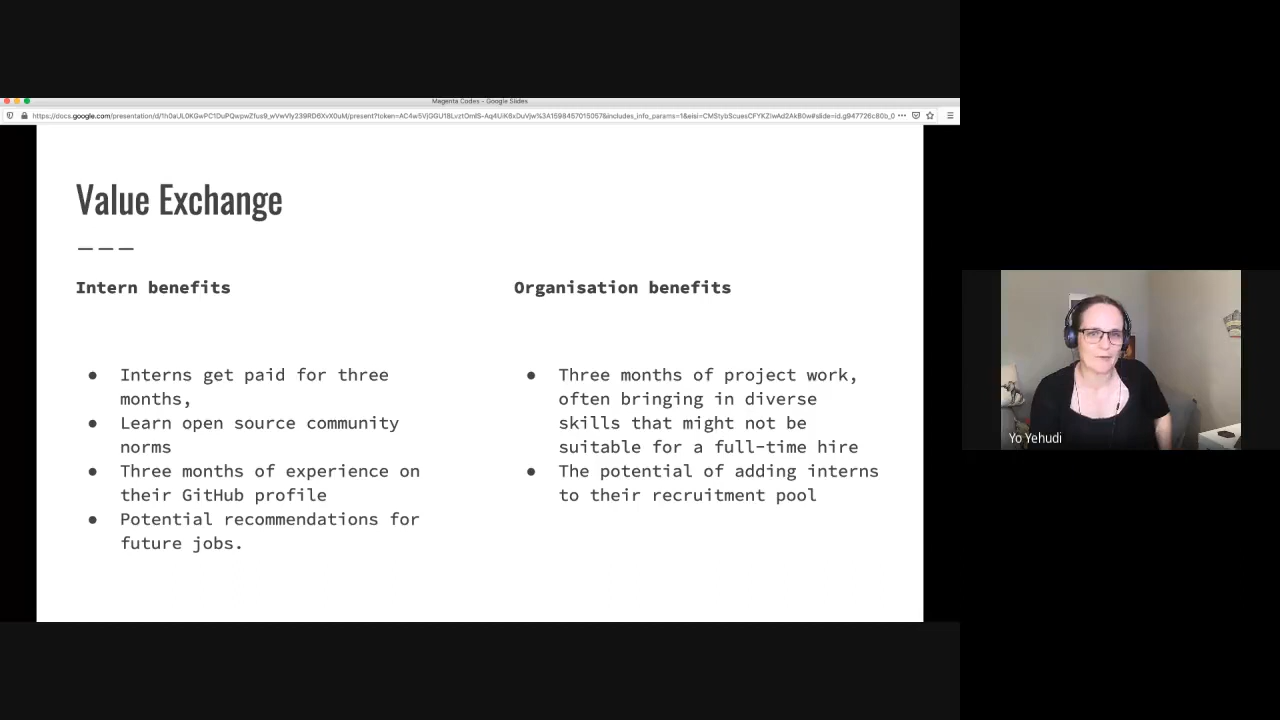 Magenta Codes - Google Slides
Value Exchange
Intern benefits
Interns get paid for three
months,
Learn open source community
norms
Three months of experience on
their GitHub profile
Potential recommendations for
future jobs.
Organisation benefits
Three months of project work,
often bringing in diverse
skills that might not be
suitable for a full-time hire
The potential of adding interns
to their recruitment pool
Yo Yehudi